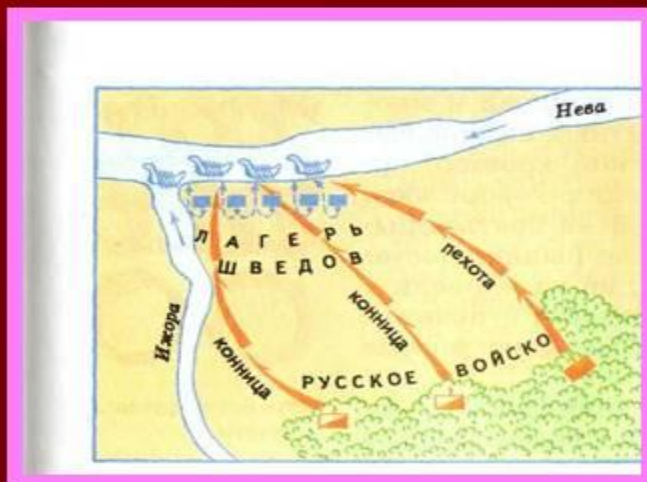 Нева
ЛАГЕРЬ
ШВЕДОВ
пехота
конница
Ижора
конница
РУССКОЕ ВОЙСКО